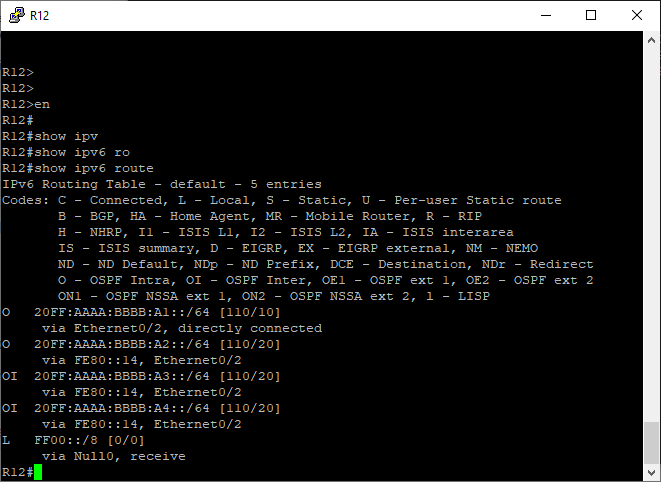 R12
R12>
R12>
R12>en
R12#
R12#show ipv
R12#show ipv6 ro
R12#show ipv6 route
IPv6 Routing Table - default - 5 entries
Codes: C - Connected, L - Local, S - Static, U - Per-user Static route
       B - BGP, HA - Home Agent, MR - Mobile Router, R - RIP
       H - NHRP, I1 - ISIS L1, I2 - ISIS L2, IA - ISIS interarea
       IS - ISIS summary, D - EIGRP, EX - EIGRP external, NM - NEMO
       ND - ND Default, NDp - ND Prefix, DCE - Destination, NDr - Redirect
       O - OSPF Intra, OI - OSPF Inter, OE1 - OSPF ext 1, OE2 - OSPF ext 2
       ON1 - OSPF NSSA ext 1, ON2 - OSPF NSSA ext 2, l - LISP
O   20FF:AAAA:BBBB:A1::/64 [110/10]
     via Ethernet0/2, directly connected
O   20FF:AAAA:BBBB:A2::/64 [110/20]
     via FE80::14, Ethernet0/2
OI  20FF:AAAA:BBBB:A3::/64 [110/20]
     via FE80::14, Ethernet0/2
OI  20FF:AAAA:BBBB:A4::/64 [110/20]
     via FE80::14, Ethernet0/2
L   FF00::/8 [0/0]
     via Null0, receive
R12#